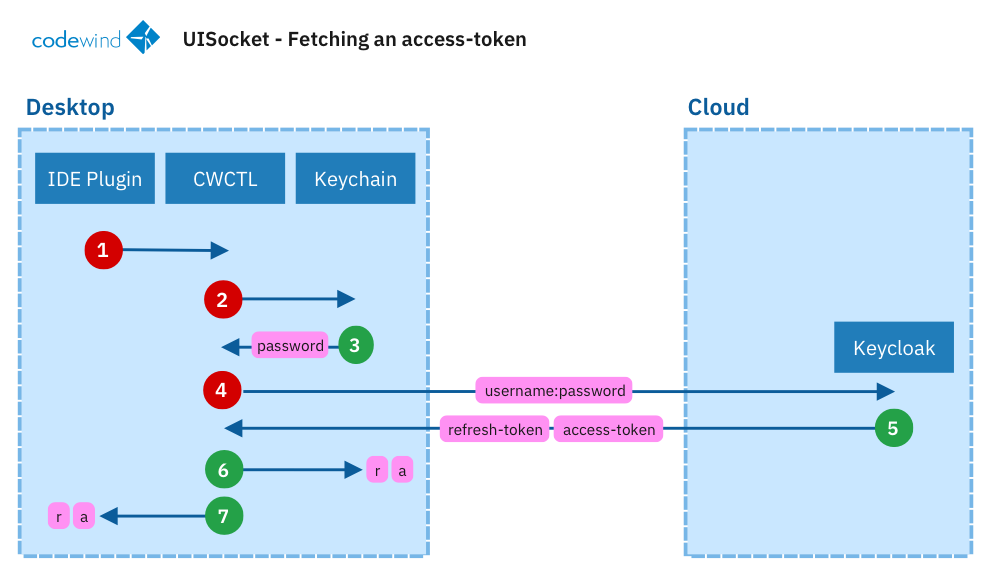 codewind
UISocket - Fetching an access-token
Desktop
Cloud
IDE Plugin
CWCTL
Keychain
1
2
password
3
Keycloak
4
username:password
refresh-token
access-token
5
6
r
a
r
a
7